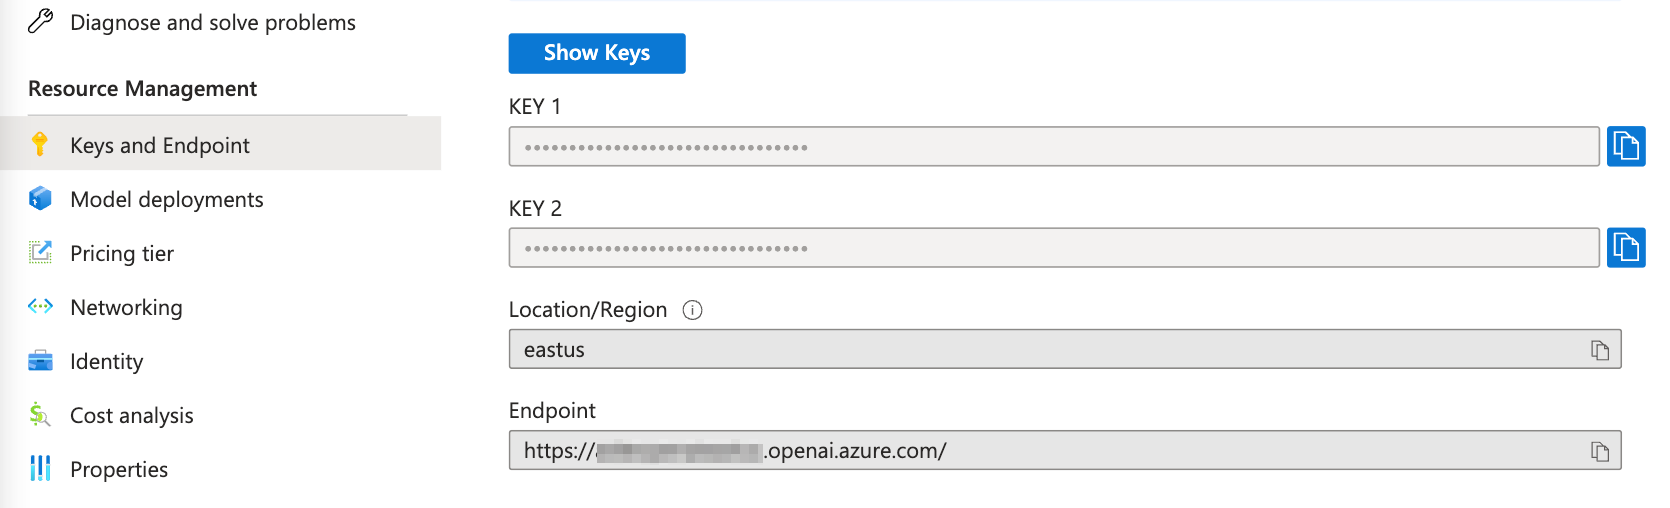 Diagnose and solve problems
Resource Management
Keys and Endpoint
Model deployments
Pricing tier
Networking
Identity
Cost analysis
Properties
Show Keys
KEY 1
KEY 2
Location/Region
eastus
Endpoint
https:// .openai.azure.com/